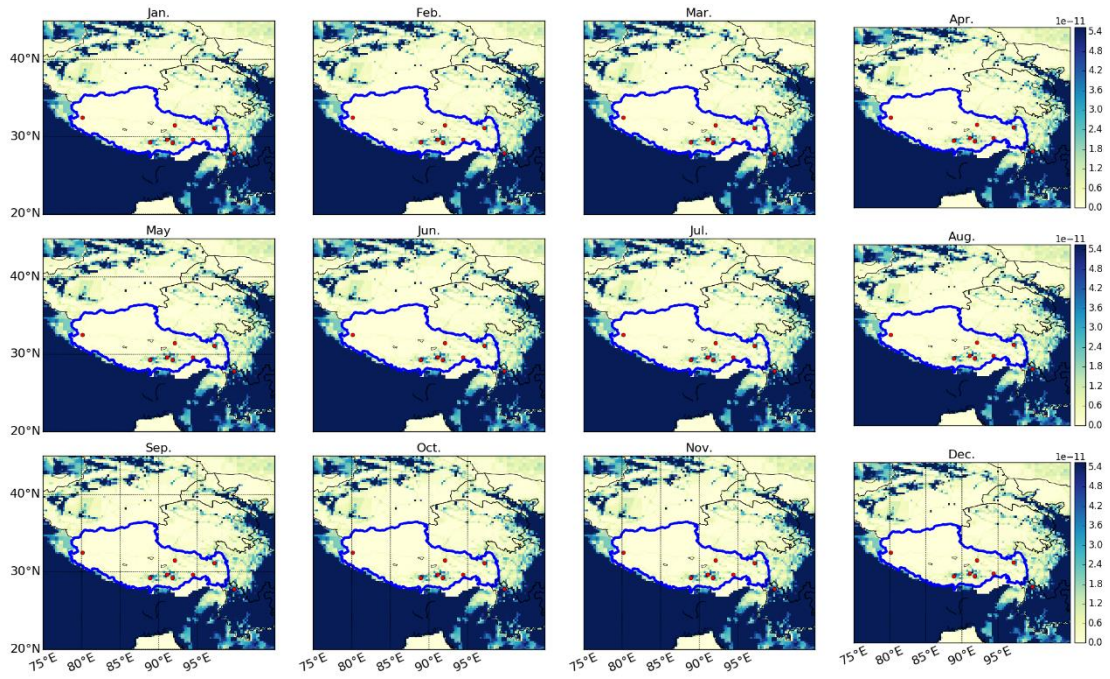 Jan. Feb. Mar. Apr.
1e−11
40°N
30°N
20°N
5.4
4.8
4.2
3.6
3.0
2.4
1.8
1.2
0.6
0.0
May Jun. Jul. Aug.
1e−11
40°N
30°N
20°N
5.4
4.8
4.2
3.6
3.0
2.4
1.8
1.2
0.6
0.0
Sep. Oct. Nov. Dec.
1e−11
40°N
30°N
20°N
5.4
4.8
4.2
3.6
3.0
2.4
1.8
1.2
0.6
0.0
75°E 80°E 85°E 90°E 95°E 75°E 80°E 85°E 90°E 95°E 75°E 80°E 85°E 90°E 95°E 75°E 80°E 85°E 90°E 95°E